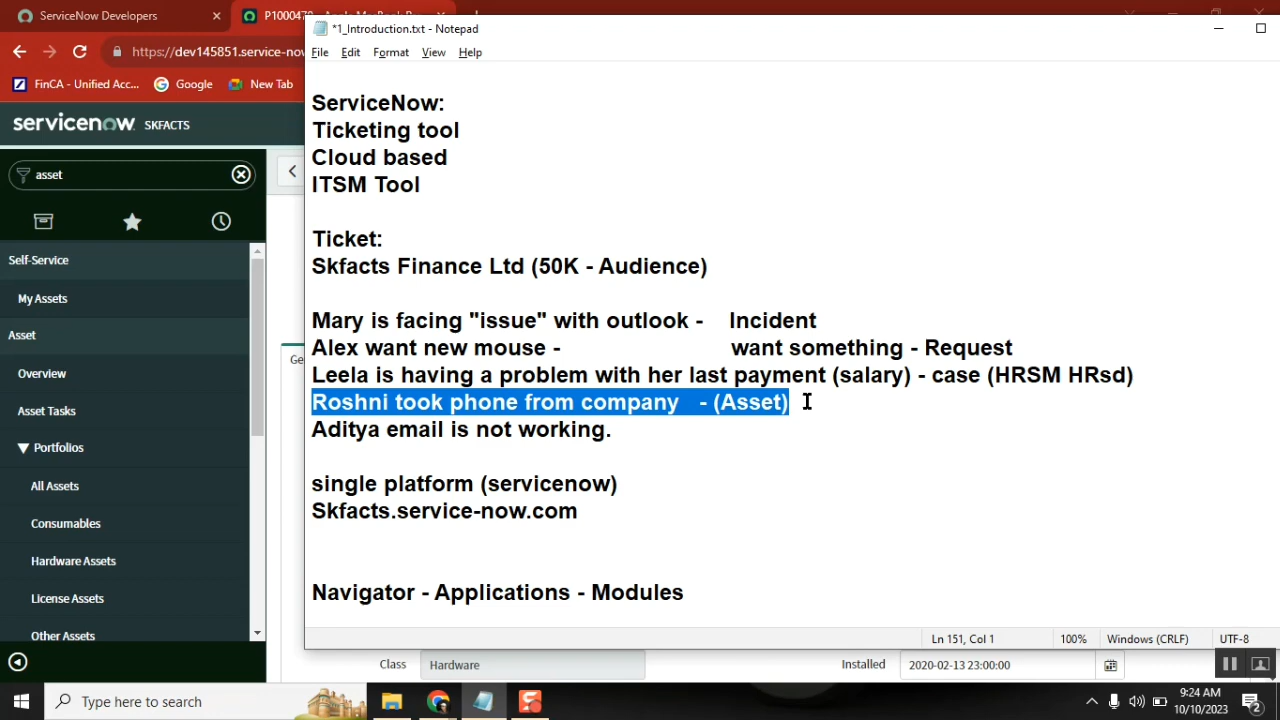 ServiceNow Developers
P1000479
*1_Introduction.txt - Notepad
https://dev145851.service-now
File Edit Format View Help
FinCA - Unified Acc...
Google
New Tab
servicenow SKFACTS
asset
Self-Service
My Assets
Asset
Overview
Asset Tasks
Portfolios
All Assets
Consumables
Hardware Assets
License Assets
Other Assets
Ge
ServiceNow:
Ticketing tool
Cloud based
ITSM Tool
Ticket:
Skfacts Finance Ltd (50K - Audience)
Mary is facing "issue" with outlook - Incident
Alex want new mouse - want something - Request
Leela is having a problem with her last payment (salary) - case (HRSM HRsd)
Roshni took phone from company - (Asset)
Aditya email is not working.
single platform (servicenow)
Skfacts.service-now.com
Navigator - Applications - Modules
Ln 151, Col 1
100%
Windows (CRLF)
UTF-8
Class
Hardware
Installed
2020-02-13 23:00:00
Type here to search
9:24 AM
10/10/2023
2